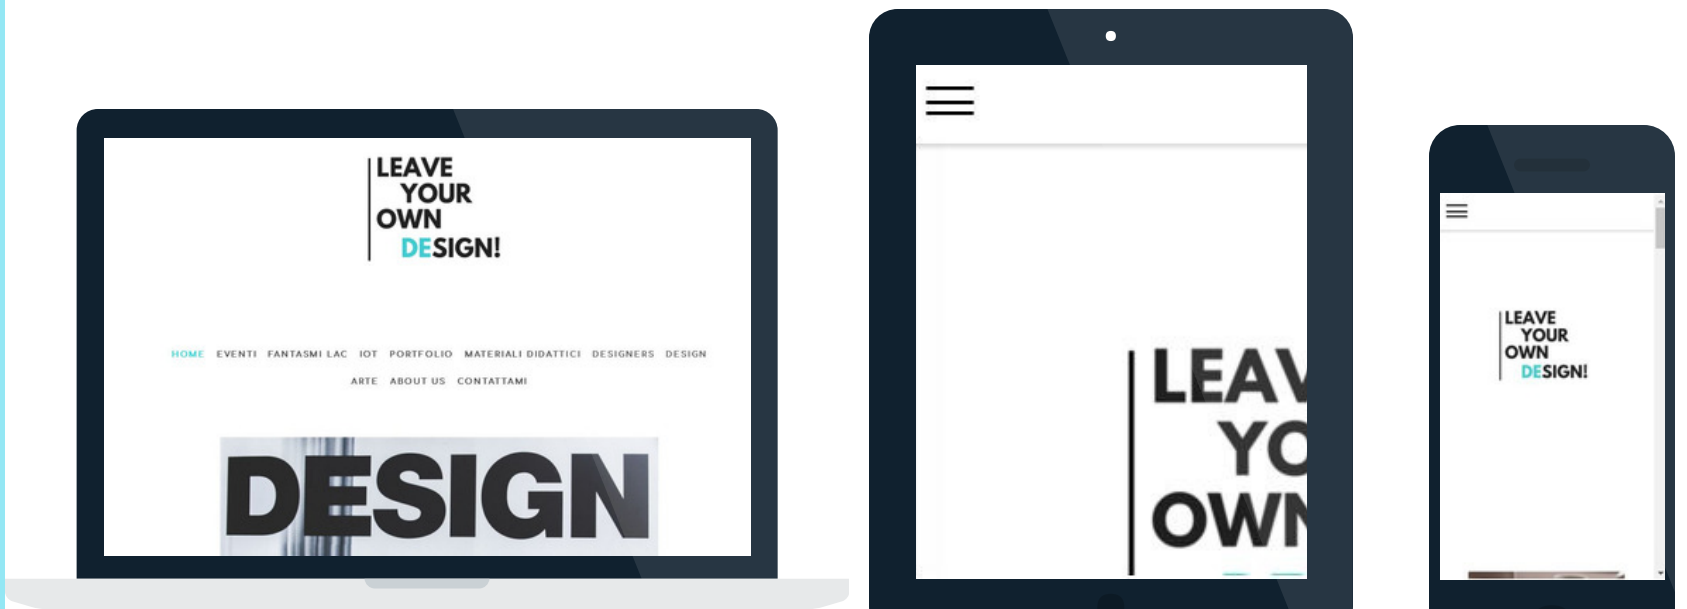 LEAVE
YOUR
OWN
DESIGN!
HOME EVENTI FANTASMI LAC IOT PORTFOLIO MATERIALI DIDATTICI DESIGNERS DESIGN
ARTE ABOUT US CONTATTAMI
DESIGN
LEAV
YO
OWN
LEAVE
YOUR
OWN
DESIGN!